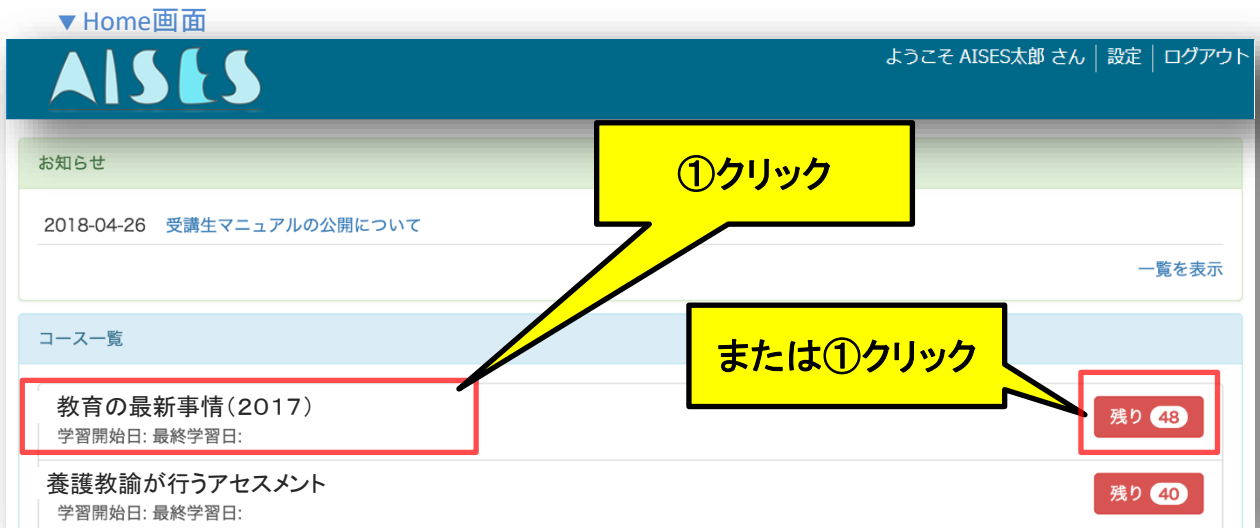 ▼Home画面
AISES
ようこそ AISES太郎 さん | 設定 | ログアウト
お知らせ
①クリック
2018-04-26 受講生マニュアルの公開について
一覧を表示
コース一覧
または①クリック
教育の最新事情(2017)
学習開始日: 最終学習日:
残り 48
養護教諭が行うアセスメント
学習開始日: 最終学習日:
残り 40